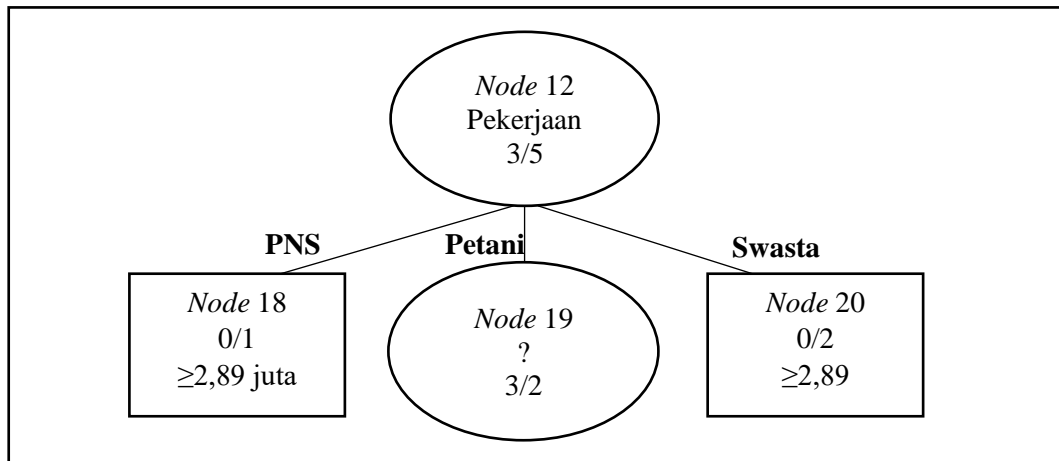 Node 12
Pekerjaan
3/5
PNS
Petani
Swasta
Node 18
0/1
≥2,89 juta
Node 19
?
3/2
Node 20
0/2
≥2,89